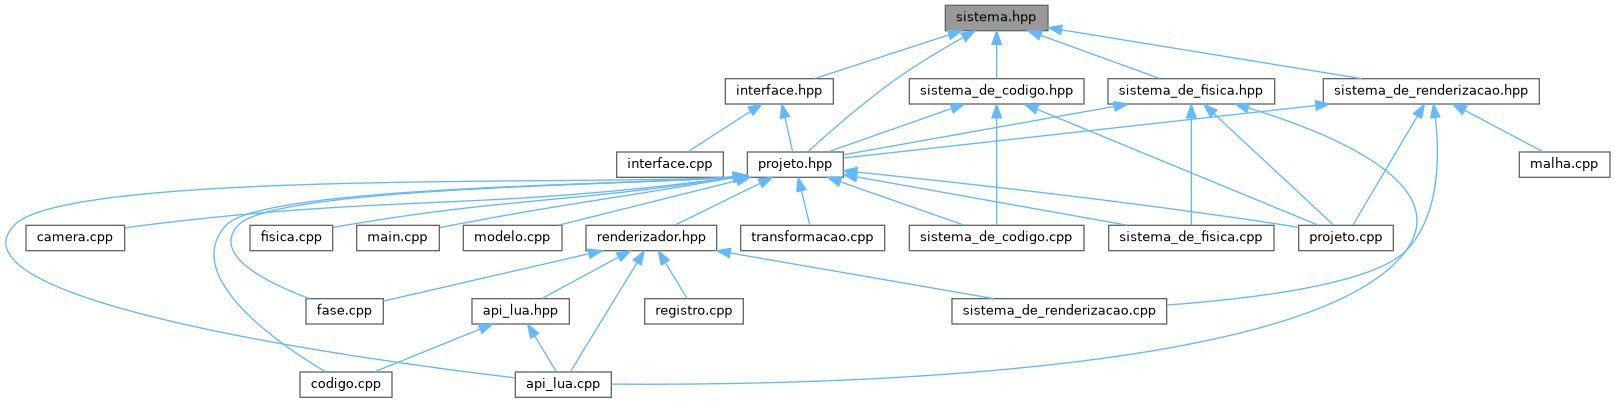 sistema.hpp
interface.hpp
sistema_de_codigo.hpp
sistema_de_fisica.hpp
sistema_de_renderizacao.hpp
interface.cpp
projeto.hpp
malha.cpp
camera.cpp
fisica.cpp
main.cpp
modelo.cpp
renderizador.hpp
transformacao.cpp
sistema_de_codigo.cpp
sistema_de_fisica.cpp
projeto.cpp
fase.cpp
api_lua.hpp
registro.cpp
sistema_de_renderizacao.cpp
codigo.cpp
api_lua.cpp